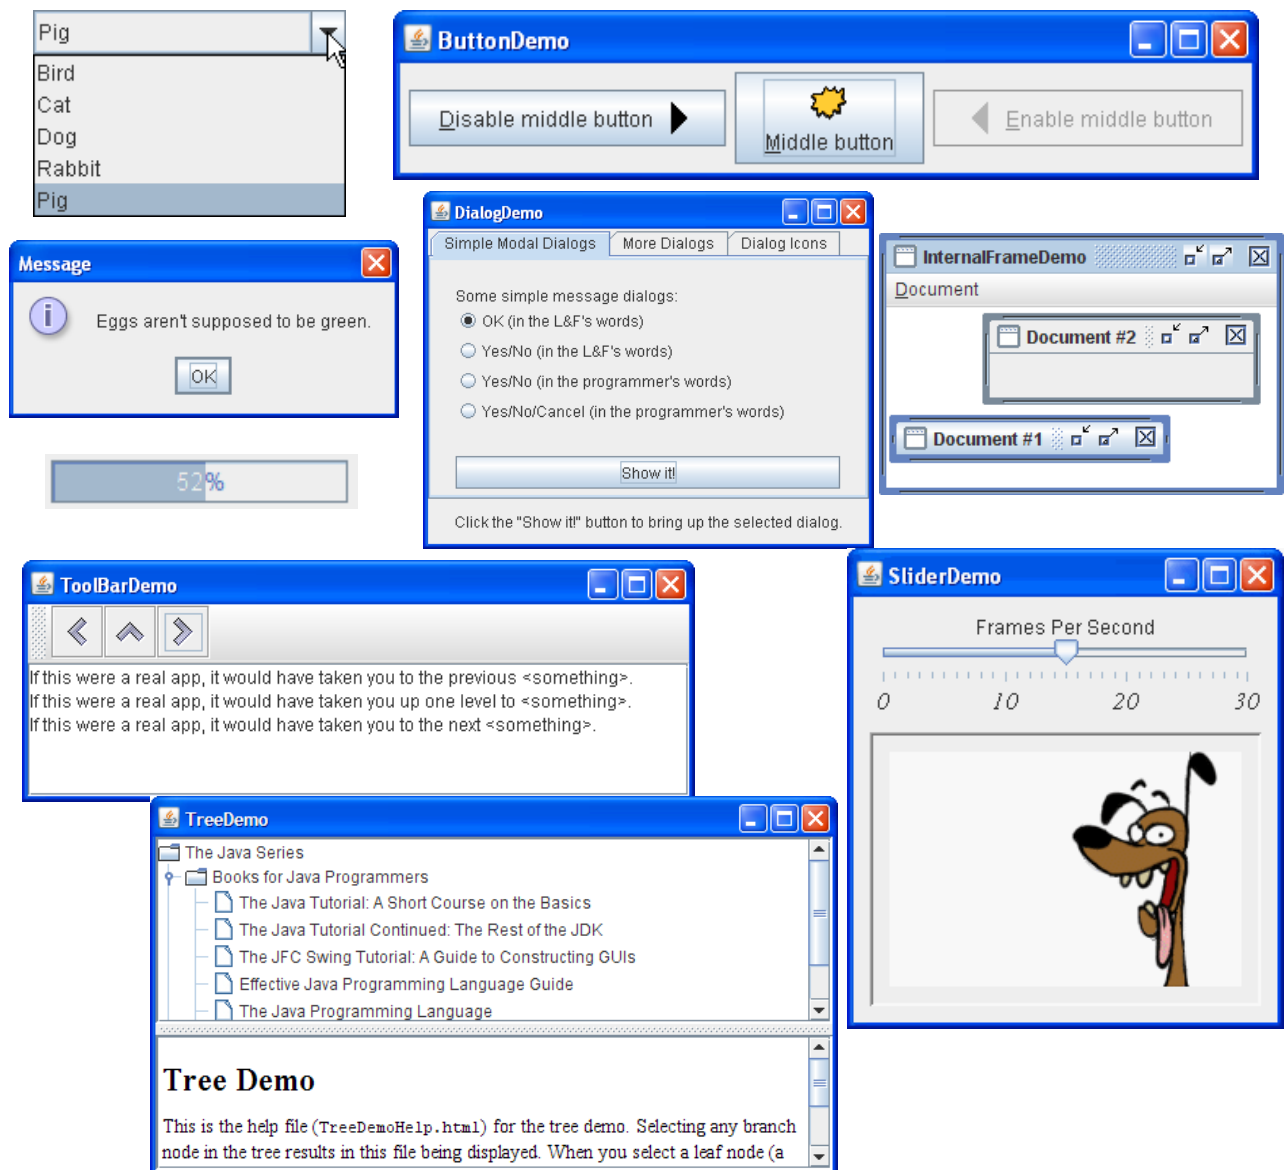 Pig
Bird
Cat
Dog
Rabbit
Pig
ButtonDemo
Disable middle button
Middle button
Enable middle button
Message
i
Eggs aren't supposed to be green.
OK
52%
DialogDemo
Simple Modal Dialogs More Dialogs Dialog Icons
Some simple message dialogs:
OK (in the L&F's words)
Yes/No (in the L&F's words)
Yes/No (in the programmer's words)
Yes/No/Cancel (in the programmer's words)
Show it!
Click the "Show it!" button to bring up the selected dialog.
InternalFrameDemo
Document
Document #2
Document #1
ToolBarDemo
If this were a real app, it would have taken you to the previous <something>.
If this were a real app, it would have taken you up one level to <something>.
If this were a real app, it would have taken you to the next <something>.
SliderDemo
Frames Per Second
0 10 20 30
TreeDemo
The Java Series
Books for Java Programmers
The Java Tutorial: A Short Course on the Basics
The Java Tutorial Continued: The Rest of the JDK
The JFC Swing Tutorial: A Guide to Constructing GUIs
Effective Java Programming Language Guide
The Java Programming Language
Tree Demo
This is the help file (TreeDemoHelp.html) for the tree demo. Selecting any branch
node in the tree results in this file being displayed. When you select a leaf node (a